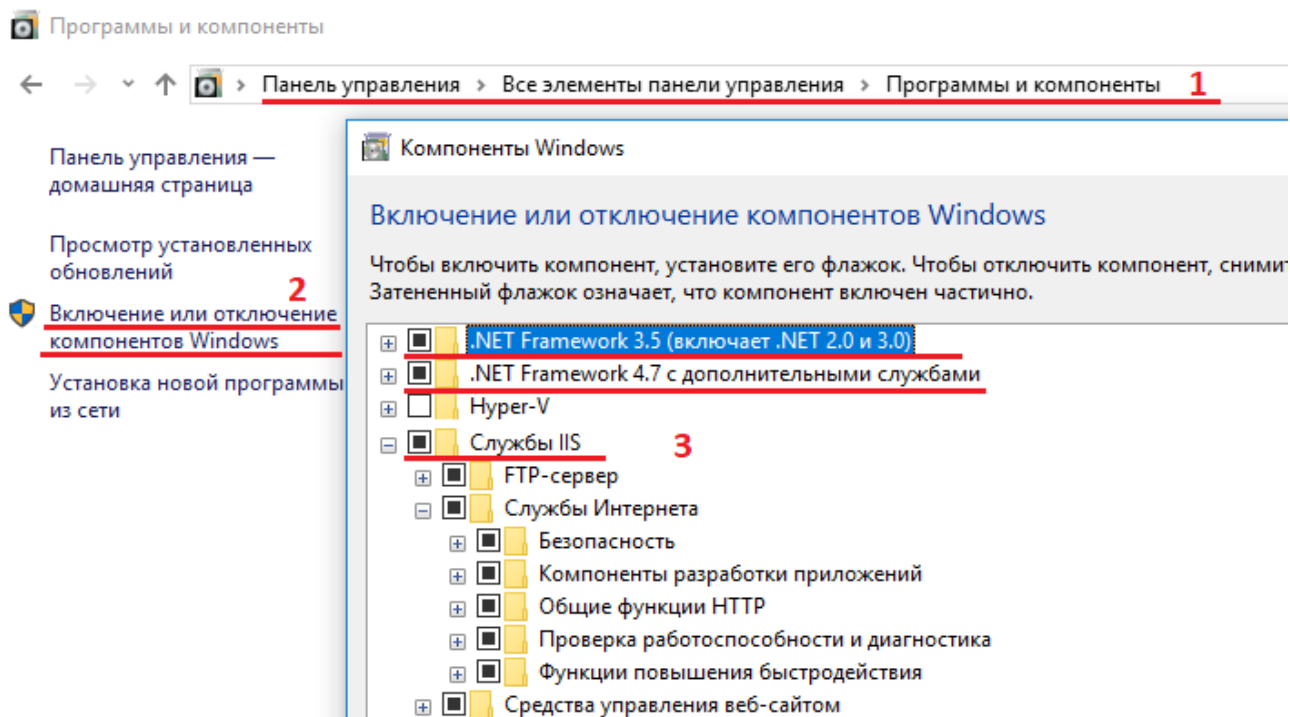 Программы и компоненты
Панель управления > Все элементы панели управления > Программы и компоненты 1
Панель управления —
домашняя страница
Просмотр установленных
обновлений
2
Включение или отключение
компонентов Windows
Установка новой программы
из сети
Компоненты Windows
Включение или отключение компонентов Windows
Чтобы включить компонент, установите его флажок. Чтобы отключить компонент,
Затененный флажок означает, что компонент включен частично.
.NET Framework 3.5 (включает .NET 2.0 и 3.0)
.NET Framework 4.7 с дополнительными службами
Hyper-V
Службы IIS 3
FTP-сервер
Службы Интернета
Безопасность
Компоненты разработки приложений
Общие функции HTTP
Проверка работоспособности и диагностика
Функции повышения быстродействия
Средства управления веб-сайтом